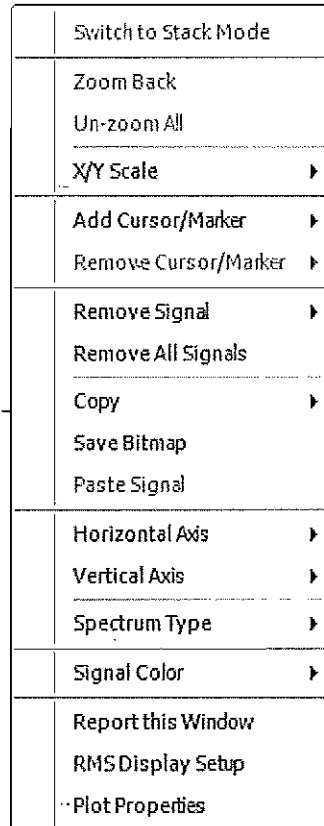 Switch to Stack Mode
Zoom Back
Un-zoom All
X/Y Scale
Add Cursor/Marker
Remove Cursor/Marker
Remove Signal
Remove All Signals
Copy
Save Bitmap
Paste Signal
Horizontal Axis
Vertical Axis
Spectrum Type
Signal Color
Report this Window
RMS Display Setup
Plot Properties